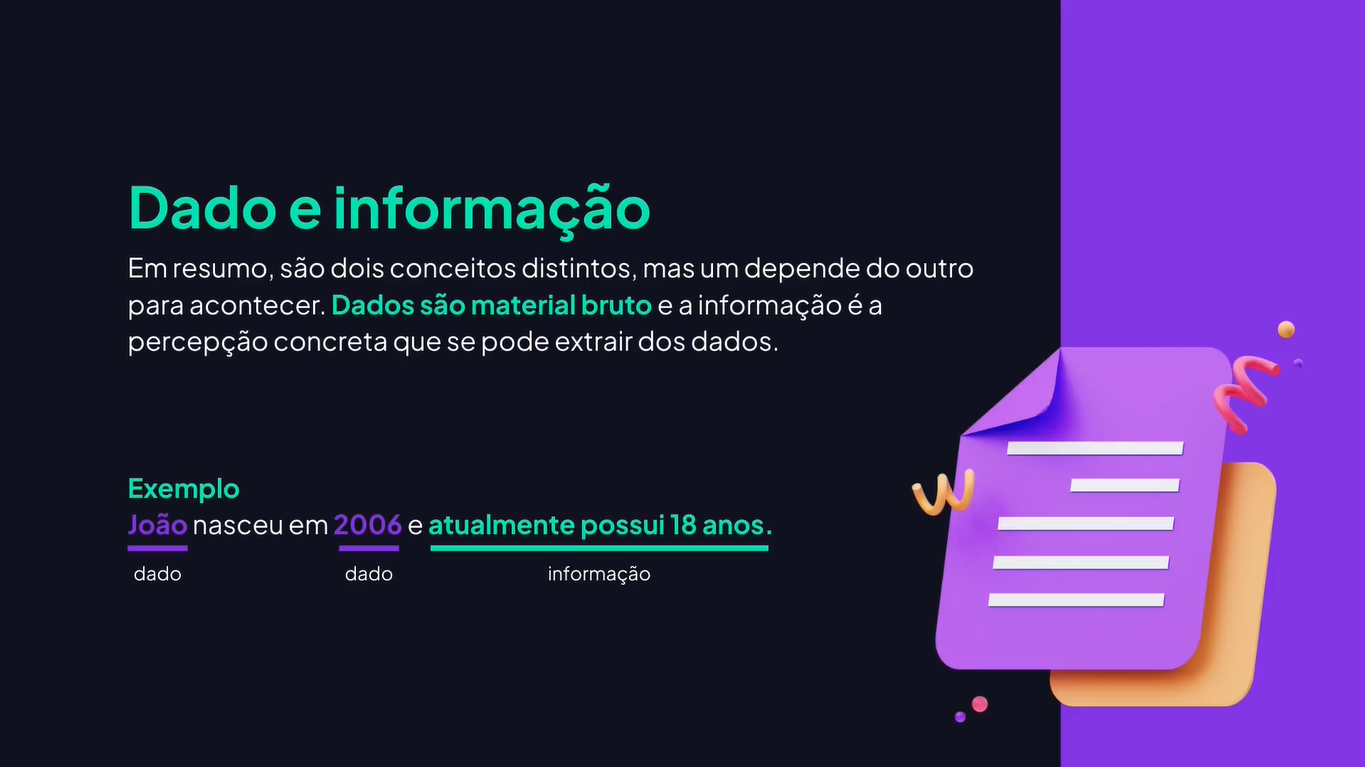 Dado e informação
Em resumo, são dois conceitos distintos, mas um depende do outro
para acontecer. Dados são material bruto e a informação é a
percepção concreta que se pode extrair dos dados.
Exemplo
João nasceu em 2006 e atualmente possui 18 anos.
dado dado informação